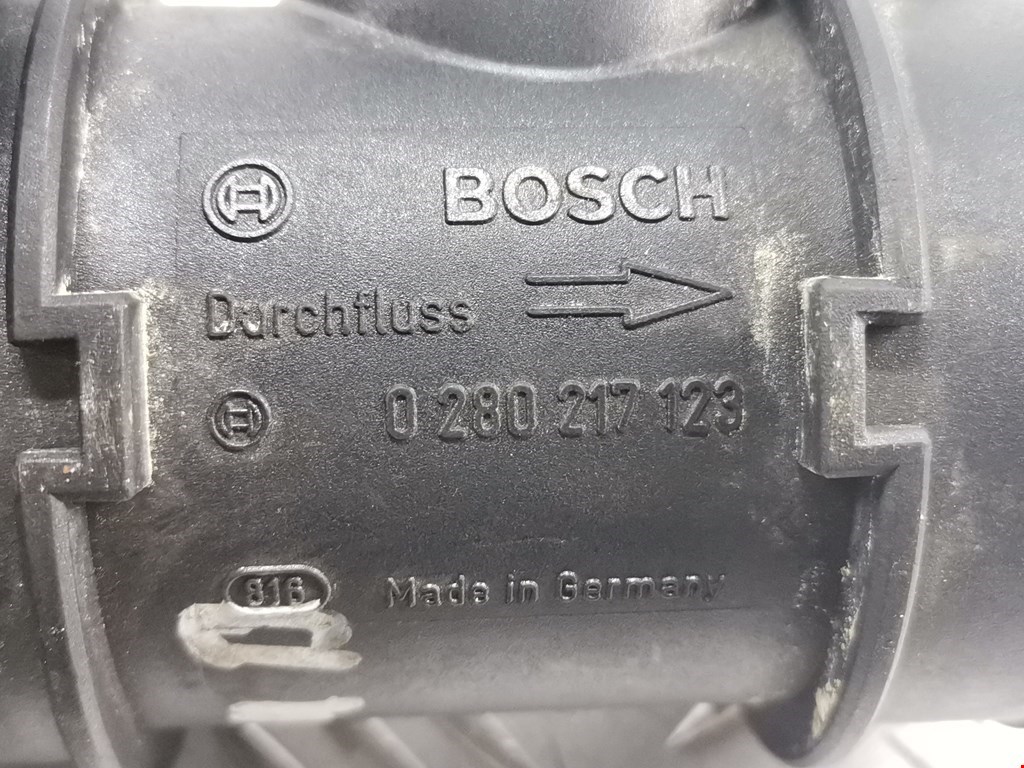 BOSCH
Durchfluss
0 280 217 123
816
Made in Germany